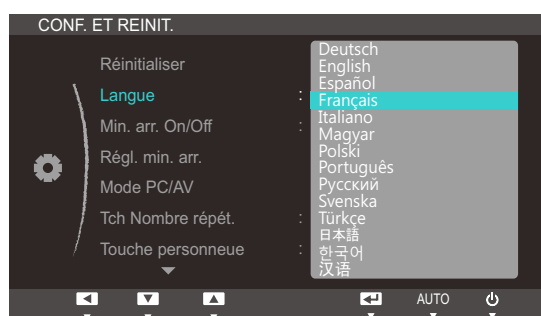 CONF. ET REINIT.
Réinitialiser
Langue :
Min. arr. On/Off :
Régl. min. arr.
Mode PC/AV
Tch Nombre répét. :
Touche personneue :
Deutsch
English
Español
Français
Italiano
Magyar
Polski
Português
Русский
Svenska
Türkçe
日本語
한국어
汉语
AUTO